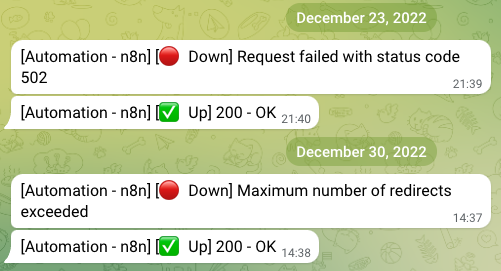 December 23, 2022
[Automation - n8n] [🔴 Down] Request failed with status code
502
21:39
[Automation - n8n] [✅ Up] 200 - OK 21:40
December 30, 2022
[Automation - n8n] [🔴 Down] Maximum number of redirects
exceeded
14:37
[Automation - n8n] [✅ Up] 200 - OK 14:38